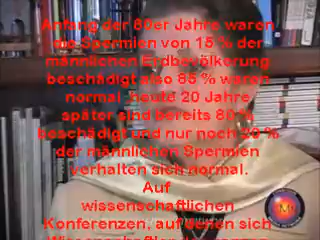 Anfang der 80er Jahre waren
die Spermien von 15 % der
männlichen Erdbevölkerung
beschädigt also 85 % waren
normal heute 20 Jahre
später sind bereits 80 %
beschädigt und nur noch 20 %
der männlichen Spermien
verhalten sich normal.
Auf
wissenschaftlichen
Konferenzen, auf denen sich